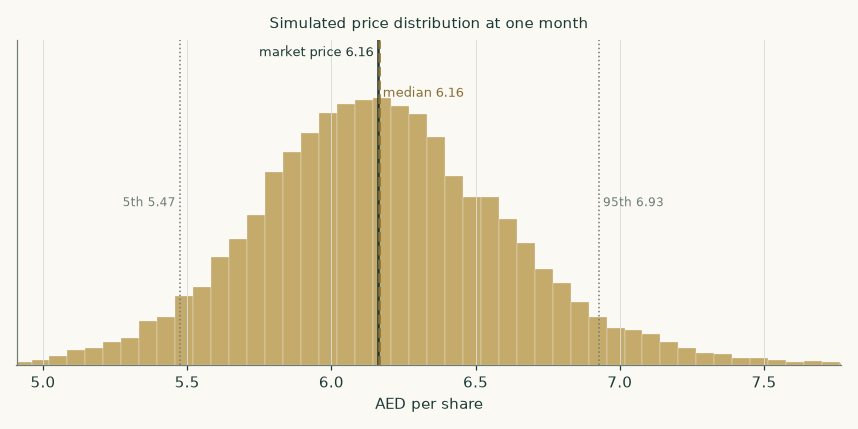 Simulated price distribution at one month
market price 6.16
median 6.16
5th 5.47
95th 6.93
5.0 5.5 6.0 6.5 7.0 7.5
AED per share